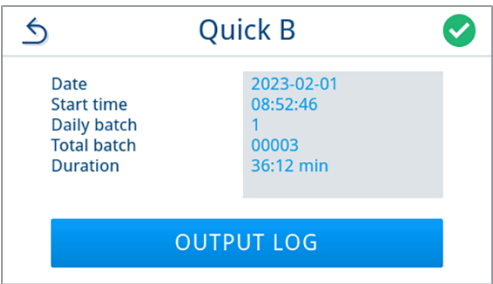 Quick B
Date 2023-02-01
Start time 08:52:46
Daily batch 1
Total batch 00003
Duration 36:12 min
OUTPUT LOG